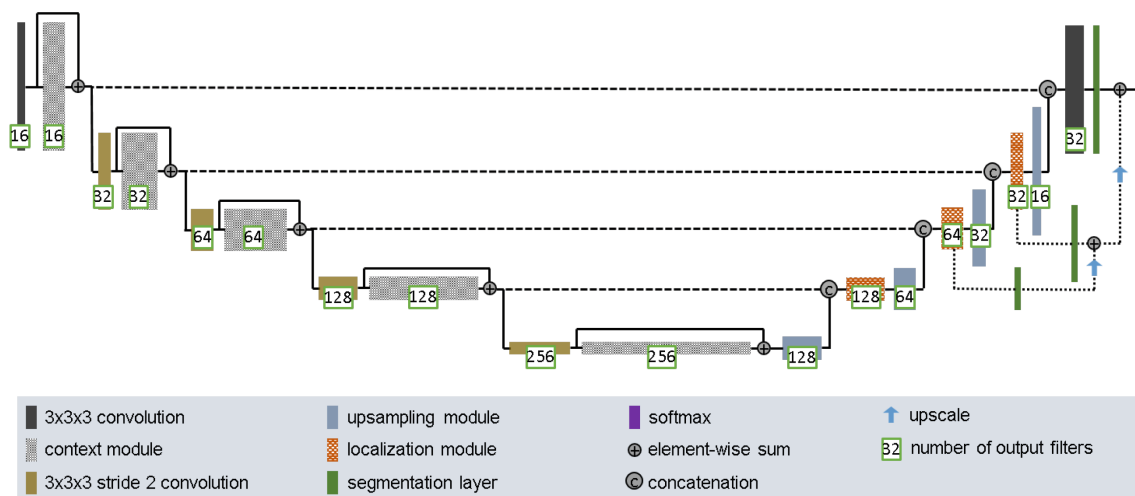 16
16
32
32
64
64
128
128
256
256
128
C
128
64
C
64
32
C
32
16
C
32
3x3x3 convolution
context module
3x3x3 stride 2 convolution
upsampling module
localization module
segmentation layer
softmax
element-wise sum
C concatenation
upscale
32 number of output filters